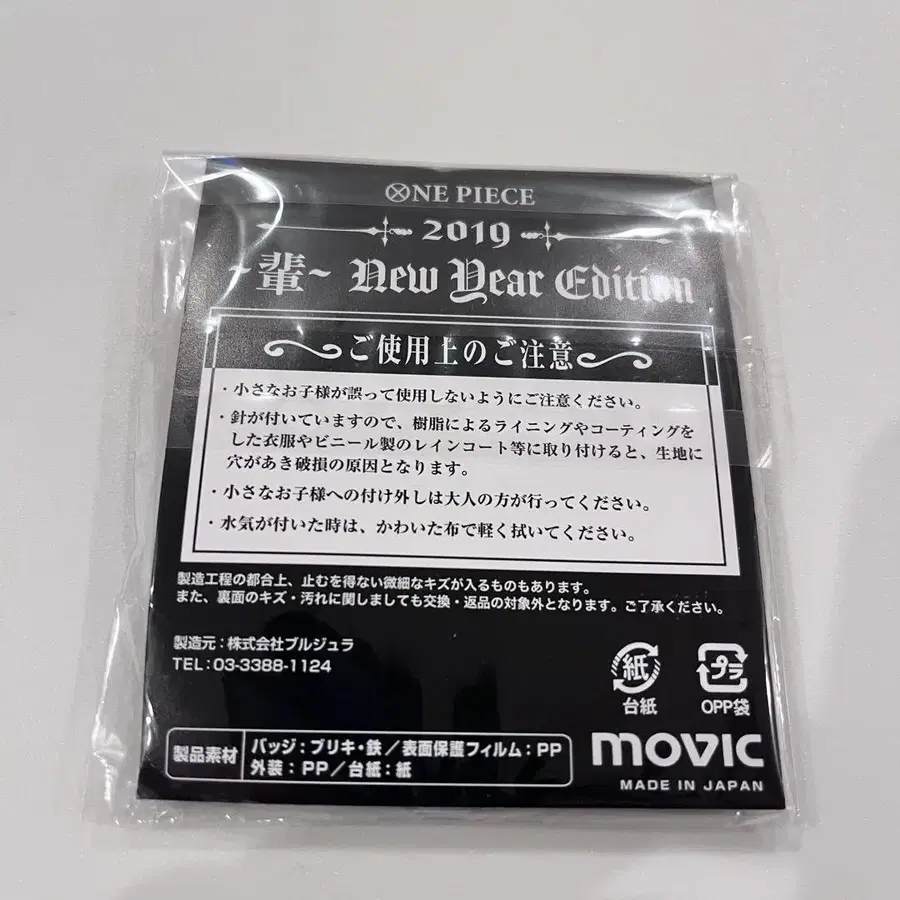 ONE PIECE
2019
~輩~ New Year Edition
ご使用上のご注意
・小さなお子様が誤って使用しないようにご注意ください。
・針が付いていますので、樹脂によるライニングやコーティングを
した衣服やビニール製のレインコート等に取り付けると、生地に
穴があき破損の原因となります。
・小さなお子様への付け外しは大人の方が行ってください。
・水気が付いた時は、かわいた布で軽く拭いてください。
製造工程の都合上、止むを得ない微細なキズが入るものもあります。
また、裏面のキズ・汚れに関しましても交換・返品の対象外となります。ご了承ください。
製造元：株式会社ブルジュラ
TEL：03-3388-1124
紙
台紙
プラ
OPP袋
製品素材
バッジ：ブリキ・鉄／表面保護フィルム：PP
外装：PP／台紙：紙
movic
MADE IN JAPAN